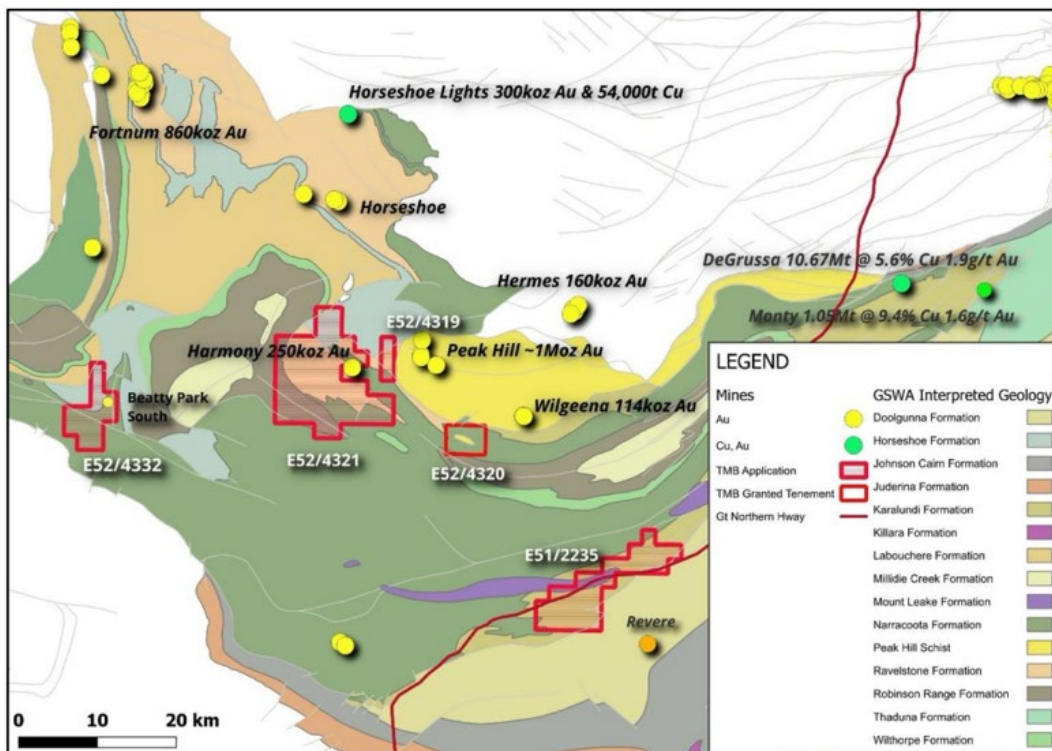 Horseshoe Lights 300koz Au & 54,000t Cu
Fortnum 860koz Au
Horseshoe
DeGrussa 10.67Mt @ 5.6% Cu 1.9g/t Au
Hermes 160koz Au
Monty 1.05Mt @ 9.4% Cu 1.6g/t Au
E52/4319
Harmony 250koz Au
Peak Hill ~1Moz Au
Beatty Park
South
Wilgeena 114koz Au
E52/4332
E52/4321
E52/4320
E51/2235
Revere
0 10 20 km
LEGEND
Mines
Au
Cu, Au
TMB Application
TMB Granted Tenement
Gt Northern Hway
GSWA Interpreted Geology
Doolgunna Formation
Horseshoe Formation
Johnson Cairn Formation
Juderina Formation
Karalundi Formation
Killara Formation
Labouchere Formation
Millidie Creek Formation
Mount Leake Formation
Narracoota Formation
Peak Hill Schist
Ravelstone Formation
Robinson Range Formation
Thaduna Formation
Wilthorpe Formation